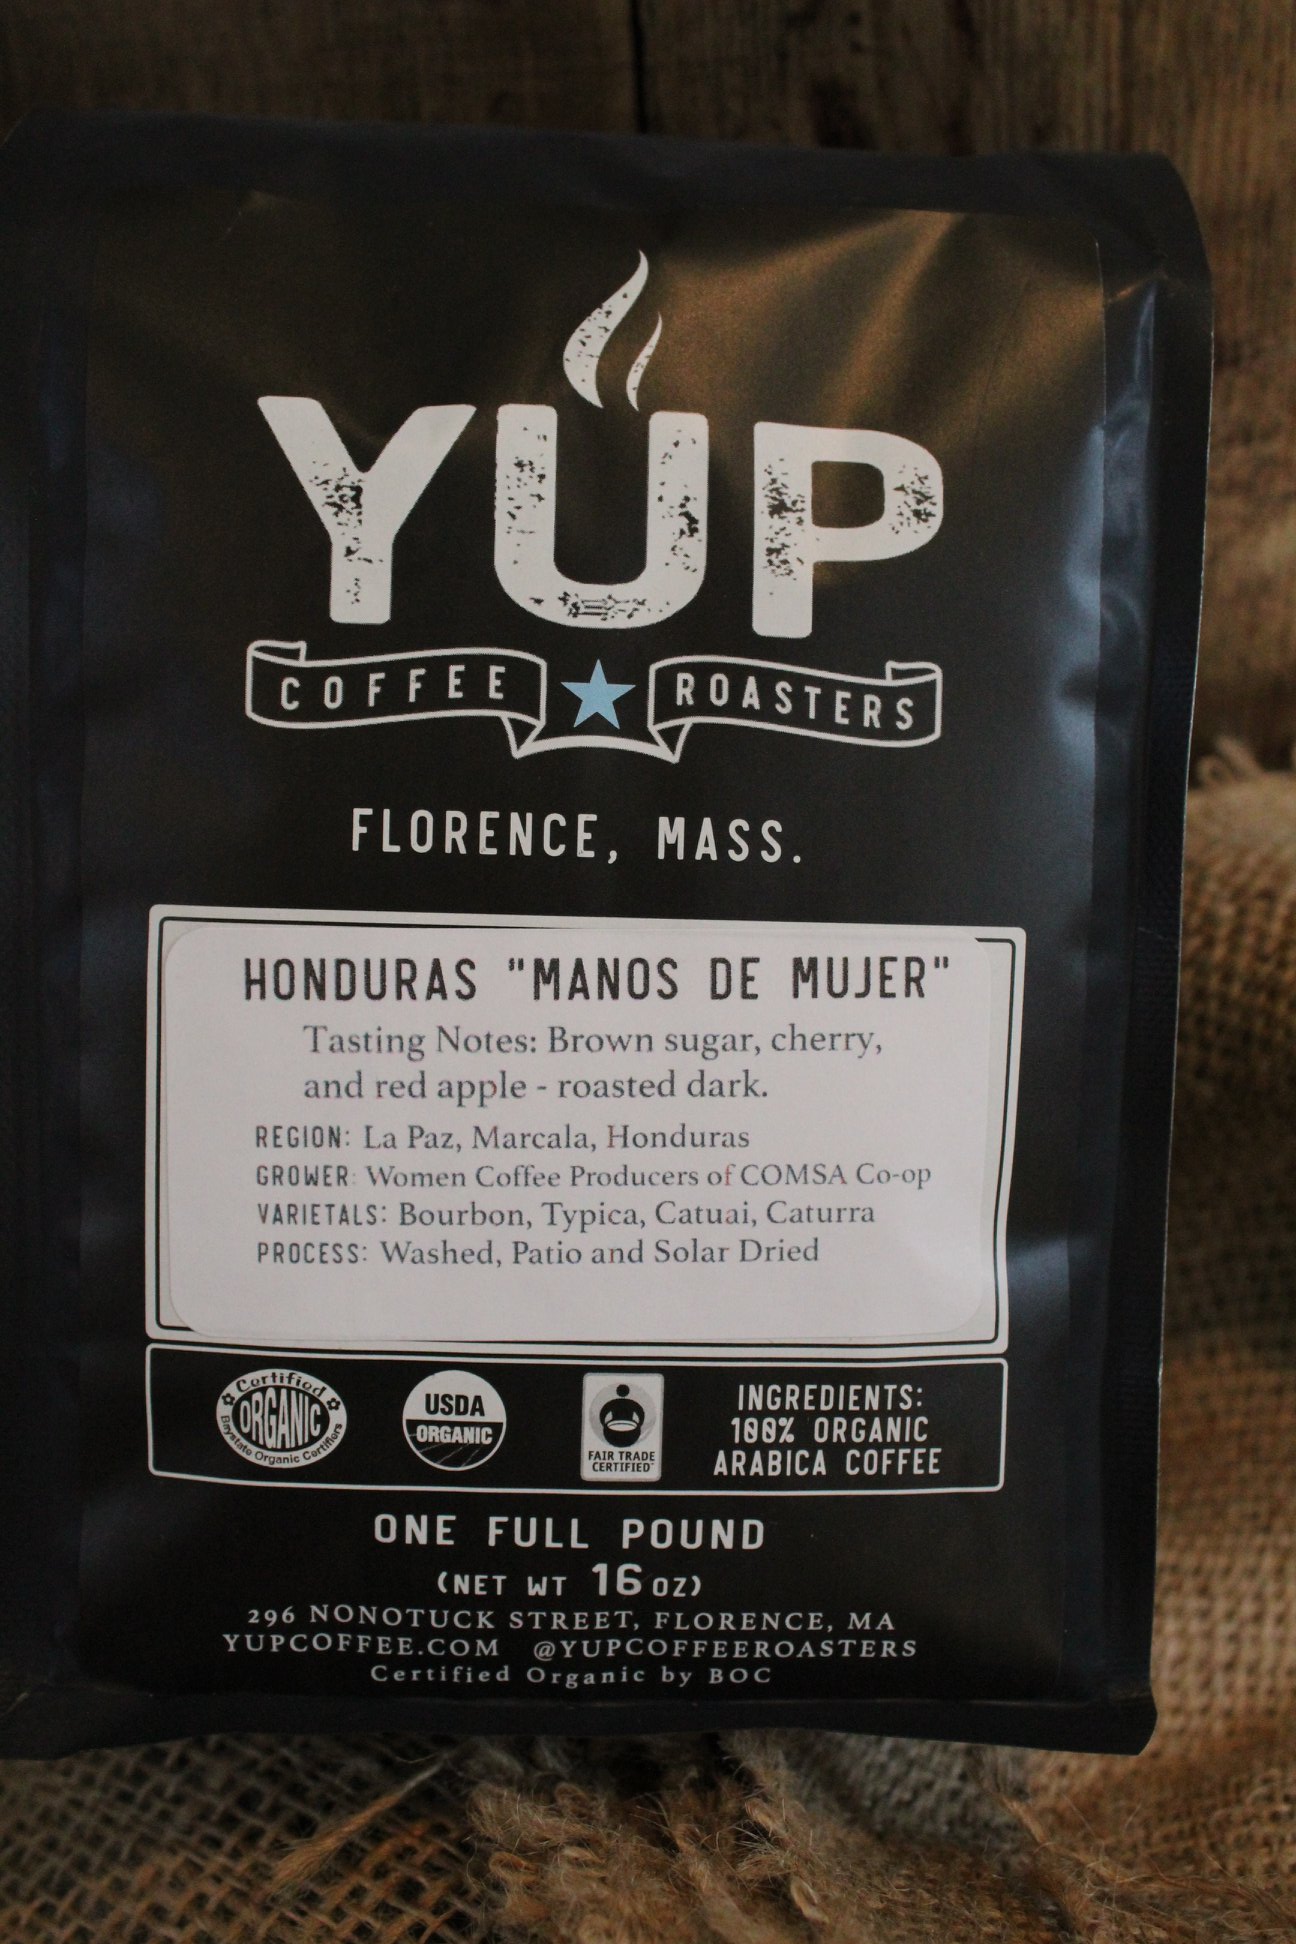 YUP
COFFEE ROASTERS
FLORENCE, MASS.
HONDURAS "MANOS DE MUJER"
Tasting Notes: Brown sugar, cherry,
and red apple - roasted dark.
REGION: La Paz, Marcala, Honduras
GROWER: Women Coffee Producers of COMSA Co-op
VARIETALS: Bourbon, Typica, Catuai, Caturra
PROCESS: Washed, Patio and Solar Dried
Certified
ORGANIC
Baystate Organic Certifiers
USDA
ORGANIC
FAIR TRADE
CERTIFIED
INGREDIENTS:
100% ORGANIC
ARABICA COFFEE
ONE FULL POUND
(NET WT 16 OZ)
296 NONOTUCK STREET, FLORENCE, MA
YUPCOFFEE.COM @YUPCOFFEEROASTERS
Certified Organic by BOC